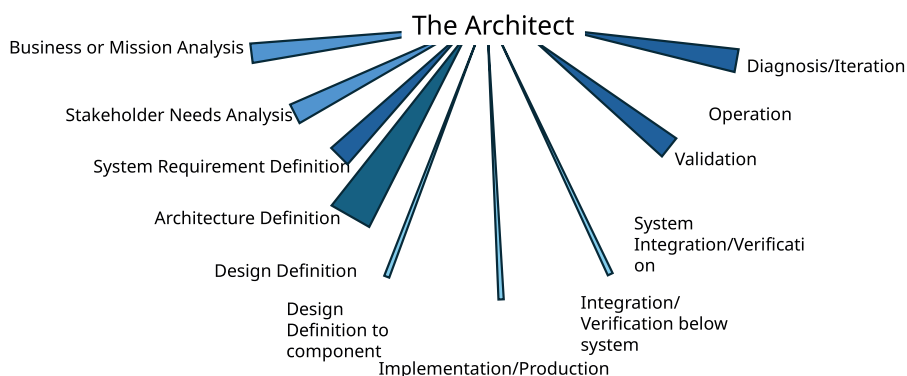 The Architect
Business or Mission Analysis
Stakeholder Needs Analysis
System Requirement Definition
Architecture Definition
Design Definition
Design
Definition to
component
Implementation/Production
Integration/
Verification below
system
System
Integration/Verificati
on
Validation
Operation
Diagnosis/Iteration